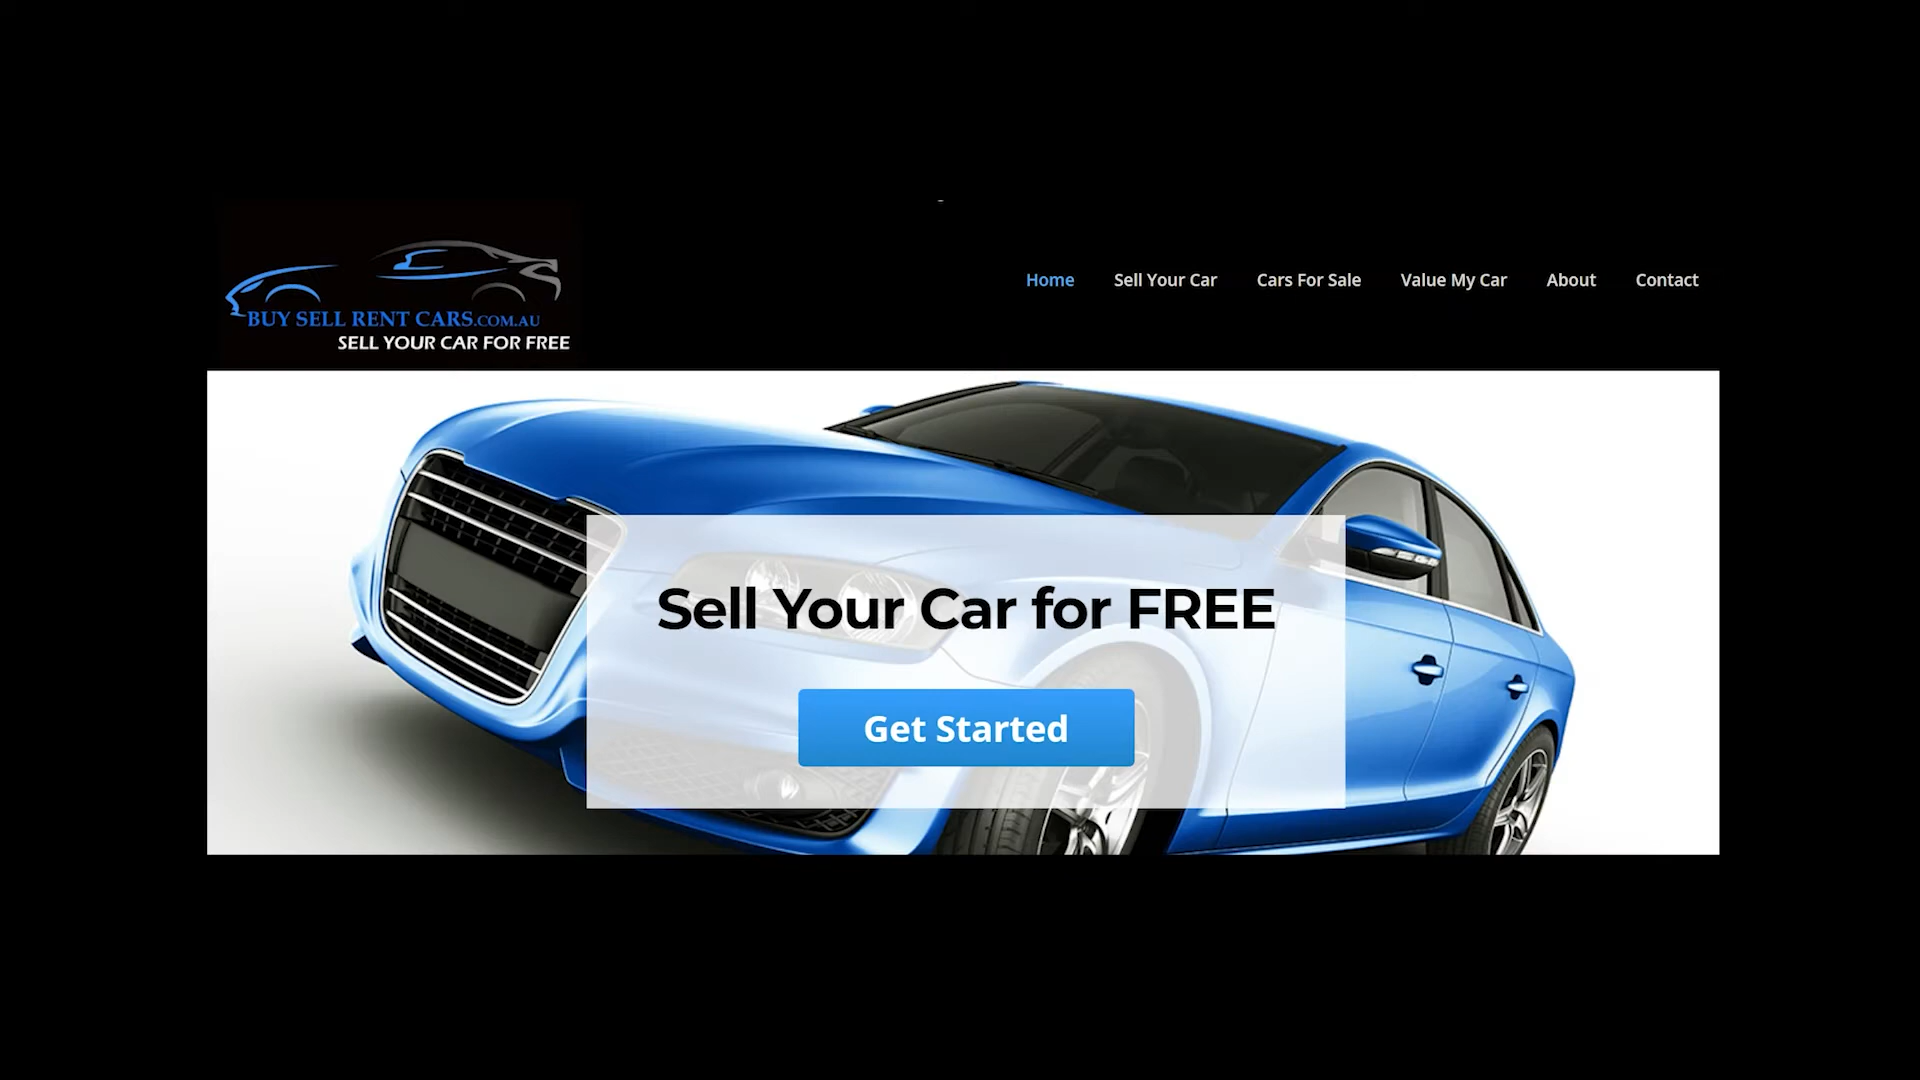 BUY SELL RENT CARS.COM.AU
SELL YOUR CAR FOR FREE
Home Sell Your Car Cars For Sale Value My Car About Contact
Sell Your Car for FREE
Get Started